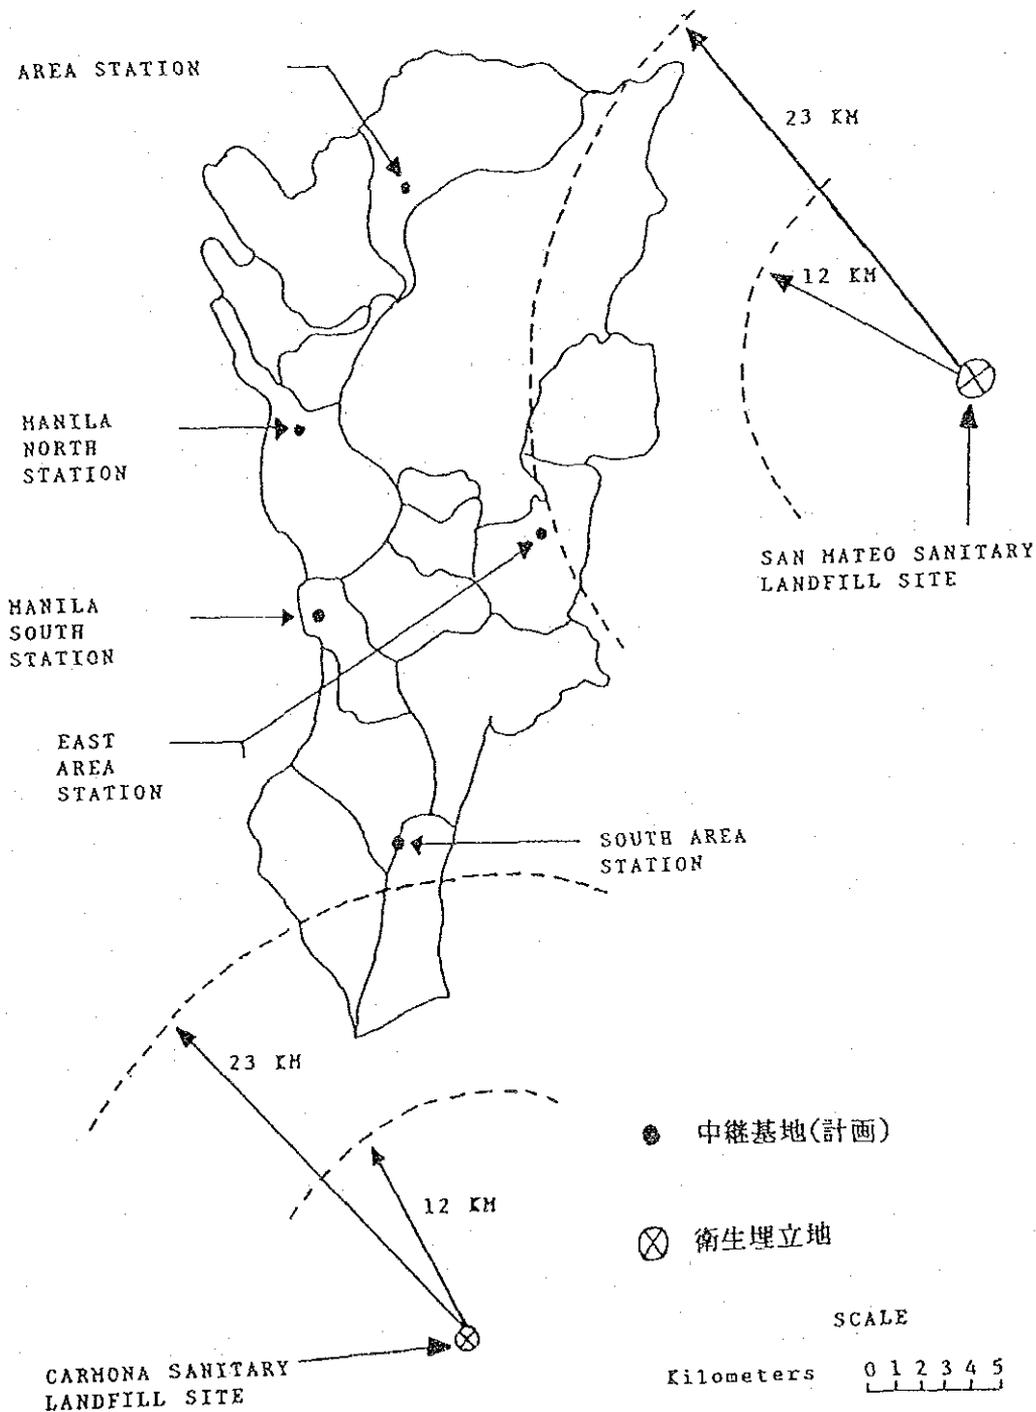 AREA STATION
23 KM
12 KM
MANILA
NORTH
STATION
SAN MATEO SANITARY
LANDFILL SITE
MANILA
SOUTH
STATION
EAST
AREA
STATION
SOUTH AREA
STATION
23 KM
12 KM
中継基地(計画)
衛生埋立地
CARMONA SANITARY
LANDFILL SITE
SCALE
Kilometers 0 1 2 3 4 5